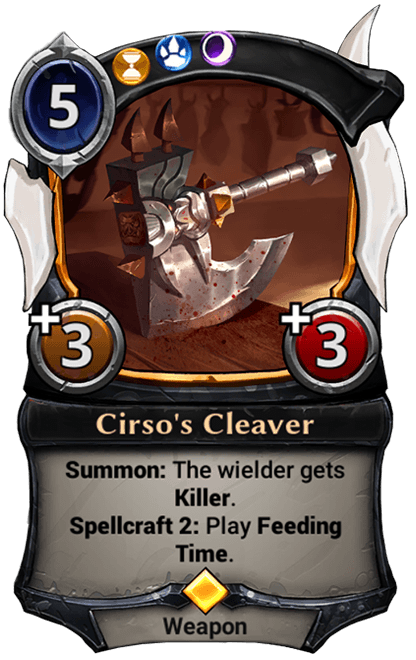 5
+3
+3
Cirso's Cleaver
Summon: The wielder gets
Killer.
Spellcraft 2: Play Feeding
Time.
Weapon